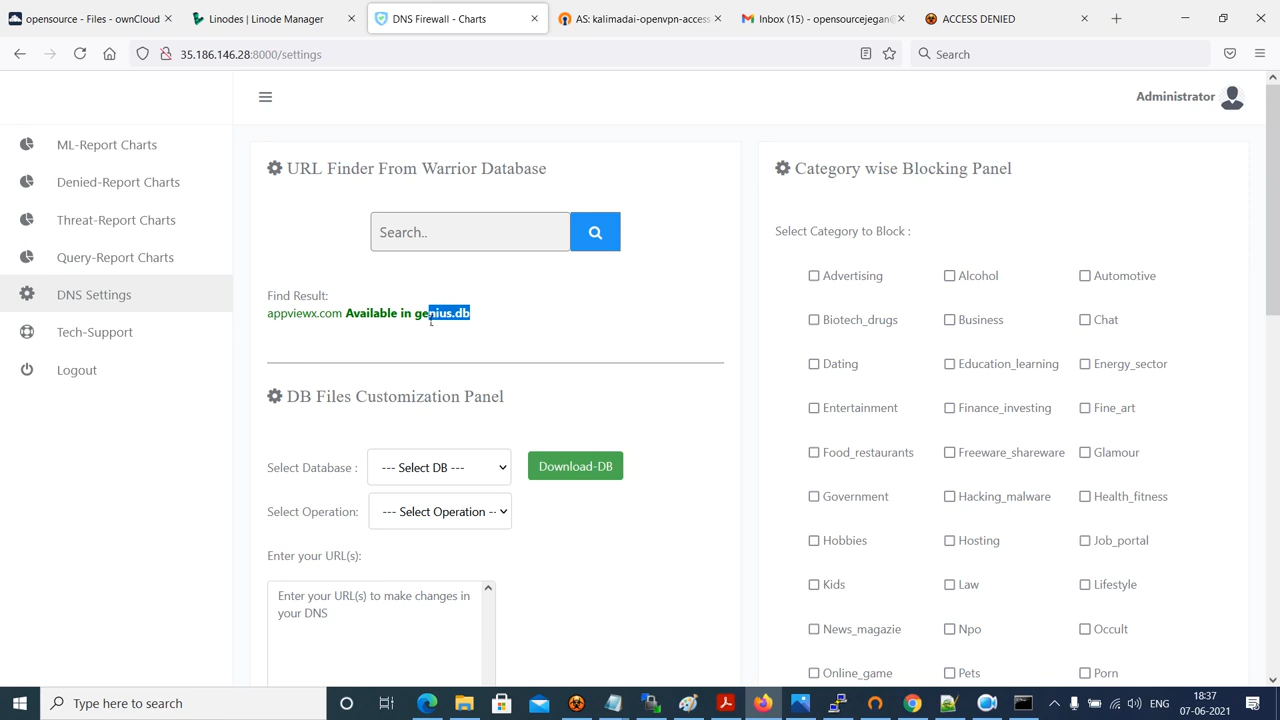 opensource - Files - ownCloud
Linodes | Linode Manager
DNS Firewall - Charts
AS: kalimadai-openvpn-access
Inbox (15) - opensourcejegan@
ACCESS DENIED
35.186.146.28:8000/settings
Search
Administrator
ML-Report Charts
Denied-Report Charts
Threat-Report Charts
Query-Report Charts
DNS Settings
Tech-Support
Logout
URL Finder From Warrior Database
Search..
Find Result:
appviewx.com Available in genius.db
DB Files Customization Panel
Select Database :
--- Select DB ---
Download-DB
Select Operation:
--- Select Operation --
Enter your URL(s):
Enter your URL(s) to make changes in
your DNS
Category wise Blocking Panel
Select Category to Block :
Advertising Alcohol Automotive
Biotech_drugs Business Chat
Dating Education_learning Energy_sector
Entertainment Finance_investing Fine_art
Food_restaurants Freeware_shareware Glamour
Government Hacking_malware Health_fitness
Hobbies Hosting Job_portal
Kids Law Lifestyle
News_magazie Npo Occult
Online_game Pets Porn
Type here to search
ENG
18:37
07-06-2021